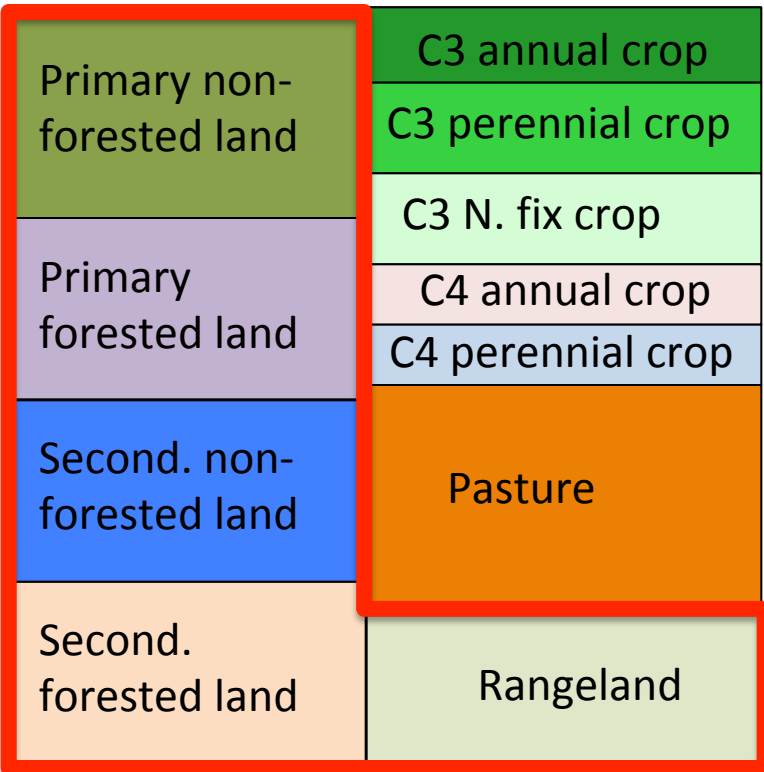 Primary non-
forested land
Primary
forested land
Second. non-
forested land
Second.
forested land
C3 annual crop
C3 perennial crop
C3 N. fix crop
C4 annual crop
C4 perennial crop
Pasture
Rangeland